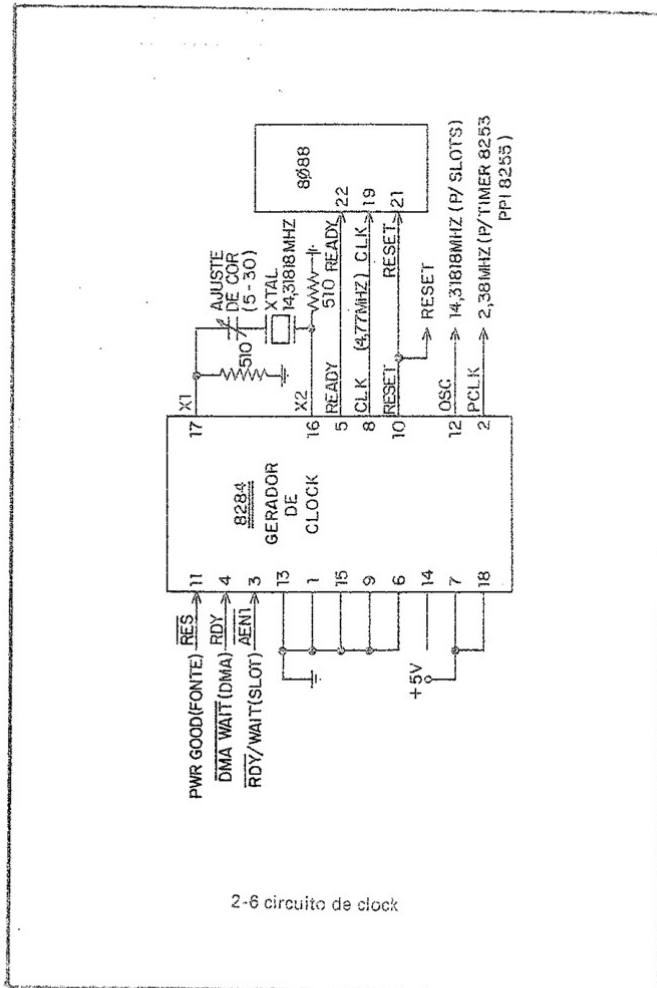 PWR GOOD(FONTE) RES 11
DMA WAIT(DMA) RDY 4
RDY/WAIT(SLOT) AEN1 3
13
1
15
9
6
14
+5V
7
18
8284
GERADOR
DE
CLOCK
17 X1
510
AJUSTE
DE COR
(5-30)
XTAL
14,31818MHZ
16 X2
510
5 READY READY 22
8 CLK (4,77MHZ) CLK 19
10 RESET RESET 21
8Ø88
RESET
12 OSC 14,31818MHZ (P/ SLOTS)
2 PCLK 2,38MHZ (P/TIMER 8253
PPI 8255)
2-6 circuito de clock